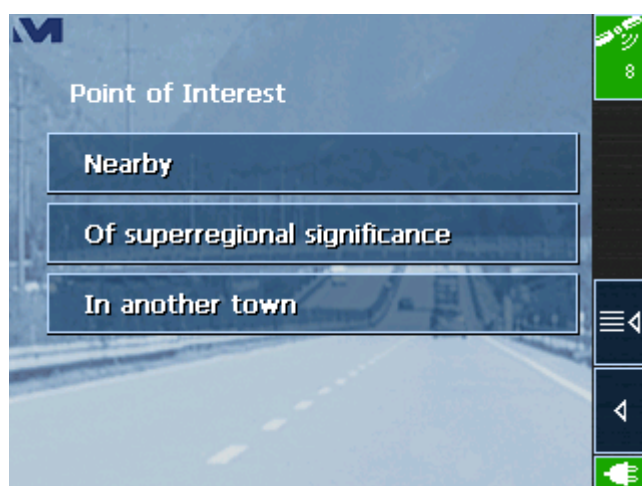 8
Point of Interest
Nearby
Of superregional significance
In another town